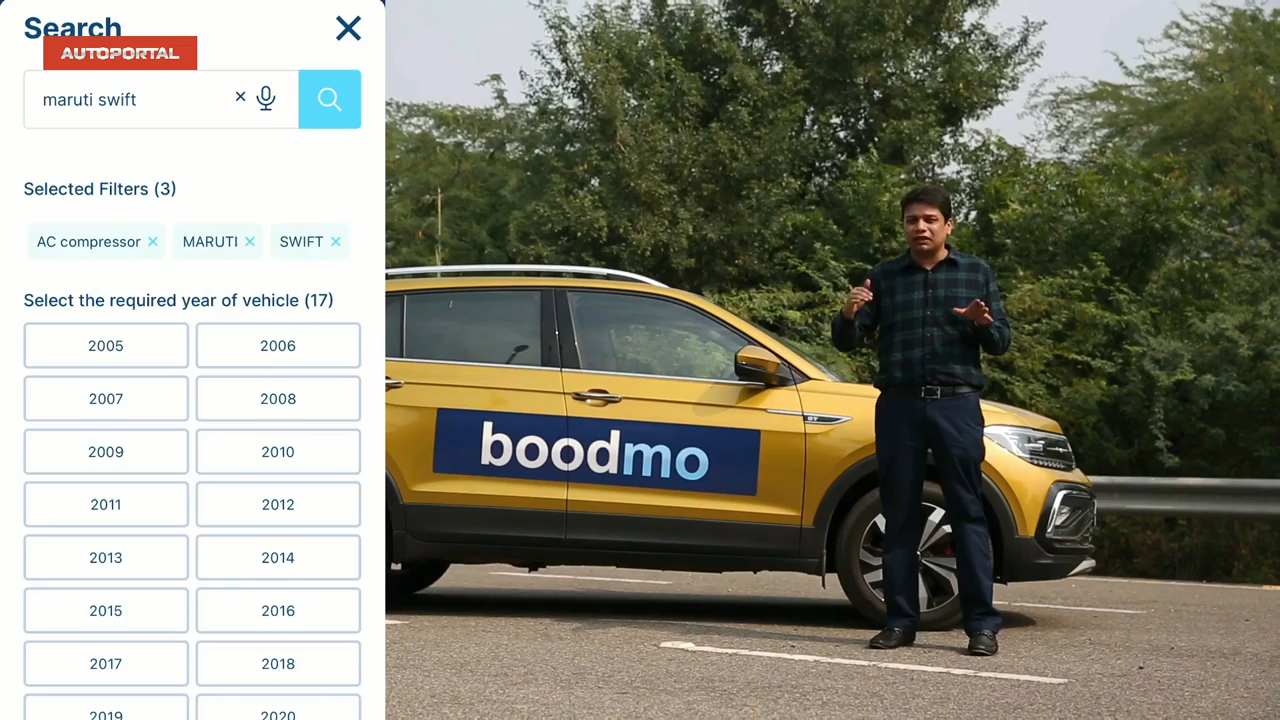 Search
AUTOPORTAL
maruti swift
Selected Filters (3)
AC compressor × MARUTI × SWIFT ×
Select the required year of vehicle (17)
2005 2006
2007 2008
2009 2010
2011 2012
2013 2014
2015 2016
2017 2018
2019 2020
boodmo
GT